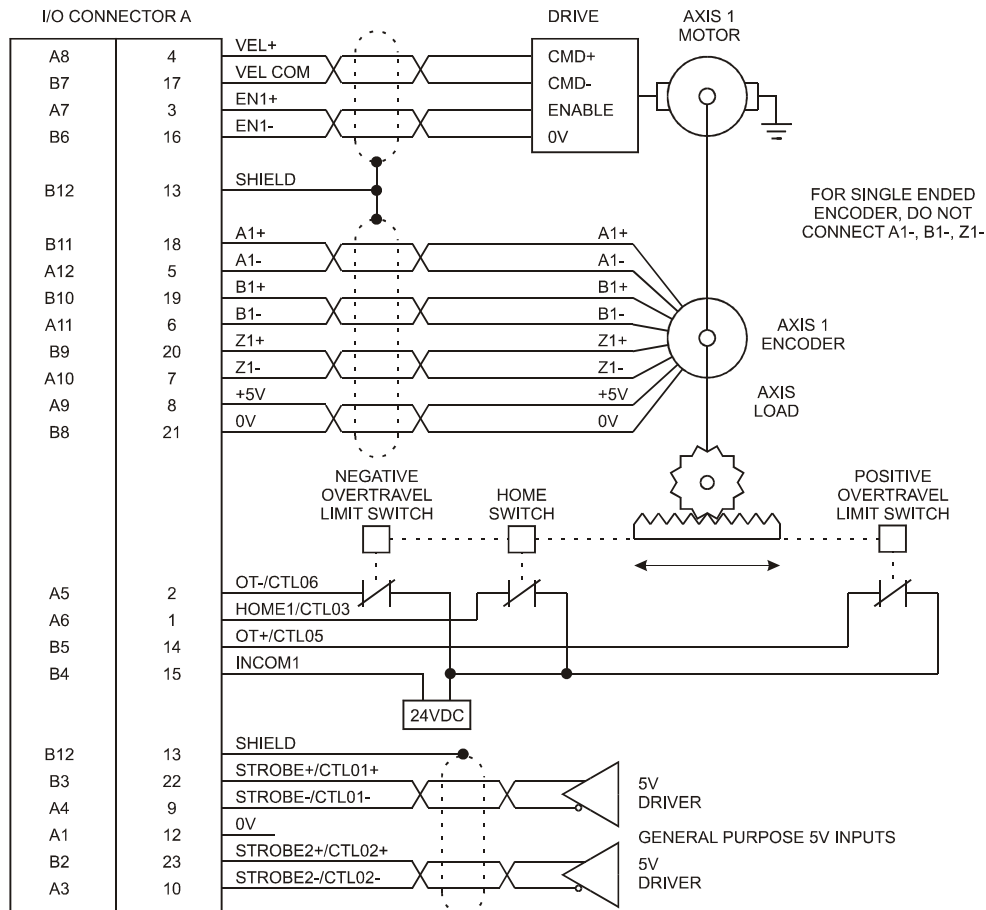 I/O CONNECTOR A
DRIVE
AXIS 1
MOTOR
A8 4 VEL+ CMD+
B7 17 VEL COM CMD-
A7 3 EN1+ ENABLE
B6 16 EN1- 0V
B12 13 SHIELD
FOR SINGLE ENDED
ENCODER, DO NOT
CONNECT A1-, B1-, Z1-
B11 18 A1+ A1+
A12 5 A1- A1-
B10 19 B1+ B1+
A11 6 B1- B1-
B9 20 Z1+ Z1+
A10 7 Z1- Z1-
A9 8 +5V +5V
B8 21 0V 0V
AXIS 1
ENCODER
AXIS
LOAD
NEGATIVE
OVERTRAVEL
LIMIT SWITCH
HOME
SWITCH
POSITIVE
OVERTRAVEL
LIMIT SWITCH
A5 2 OT-/CTL06
A6 1 HOME1/CTL03
B5 14 OT+/CTL05
B4 15 INCOM1
24VDC
B12 13 SHIELD
B3 22 STROBE+/CTL01+
A4 9 STROBE-/CTL01-
5V
DRIVER
A1 12 0V
GENERAL PURPOSE 5V INPUTS
B2 23 STROBE2+/CTL02+
A3 10 STROBE2-/CTL02-
5V
DRIVER